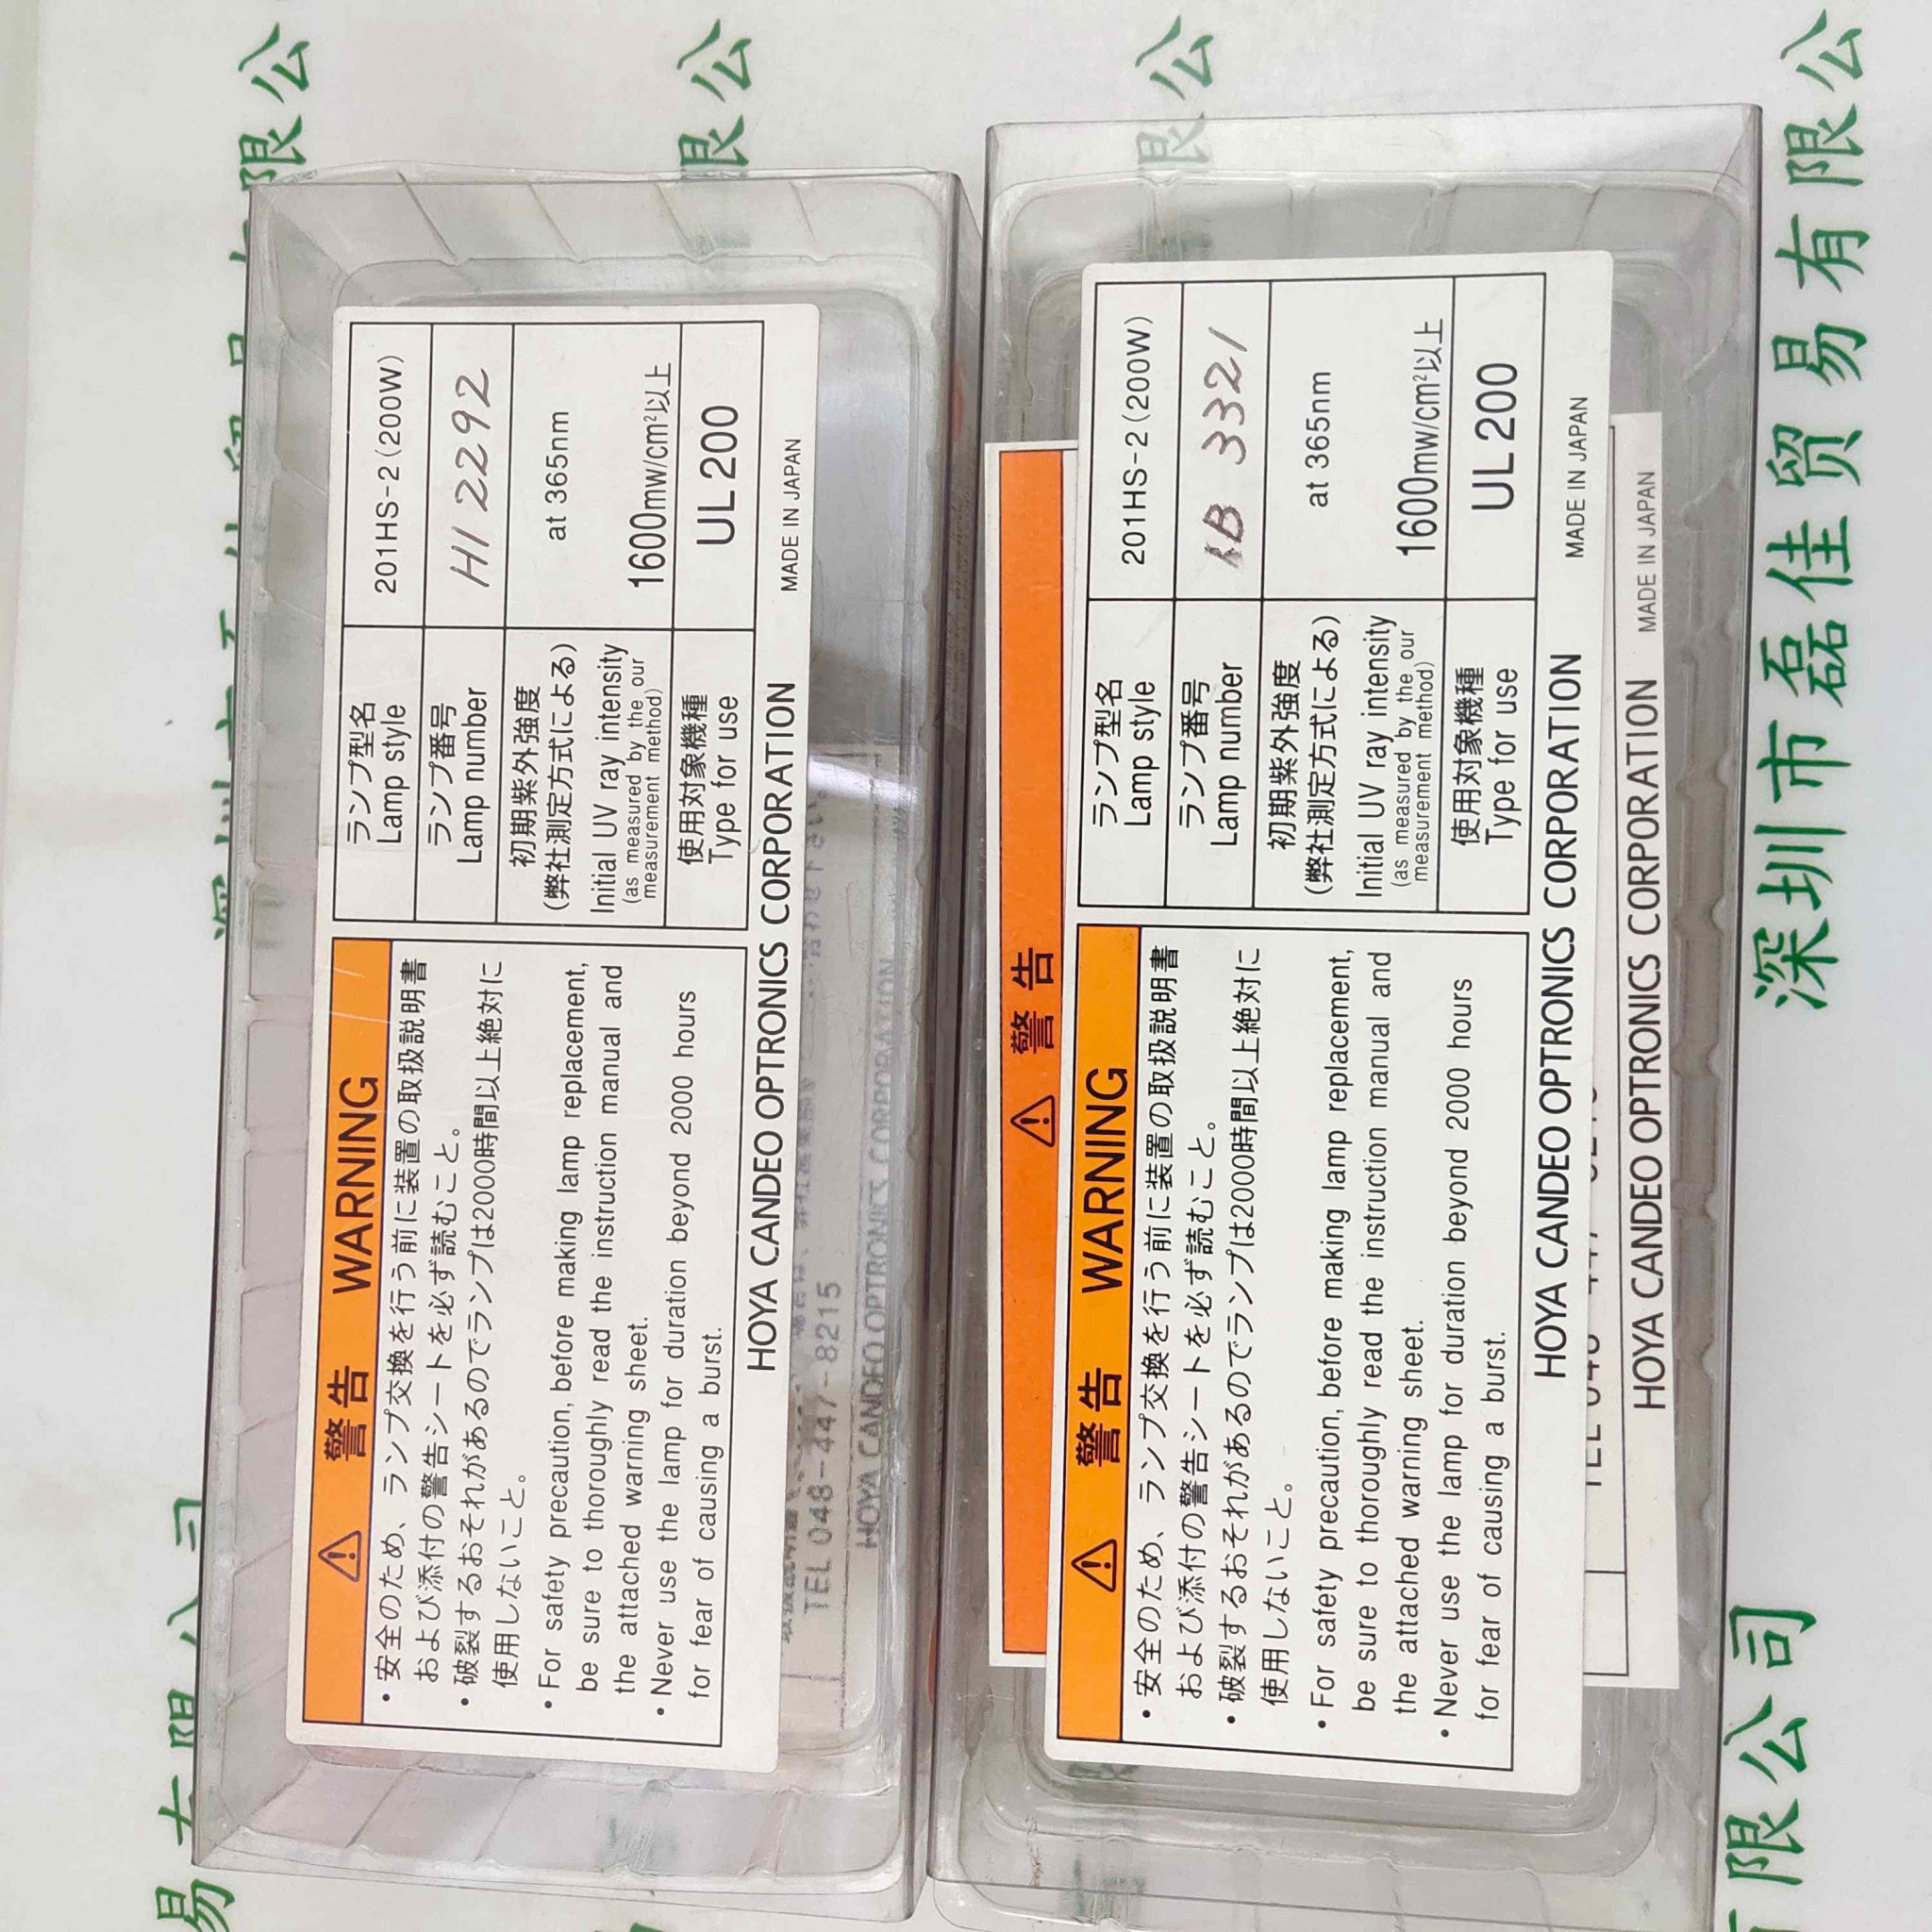 ⚠ 警告 WARNING
・安全のため、ランプ交換を行う前に装置の取扱説明書
および添付の警告シートを必ず読むこと。
・破裂するおそれがあるのでランプは2000時間以上絶対に
使用しないこと。
・For safety precaution, before making lamp replacement,
be sure to thoroughly read the instruction manual and
the attached warning sheet.
・Never use the lamp for duration beyond 2000 hours
for fear of causing a burst.
ランプ型名
Lamp style
201HS-2(200W)
ランプ番号
Lamp number
HI 2292
初期紫外強度
(弊社測定方式による)
Initial UV ray intensity
(as measured by the our
measurement method)
at 365nm
1600mw/cm²以上
使用対象機種
Type for use
UL200
HOYA CANDEO OPTRONICS CORPORATION
MADE IN JAPAN
TEL 048-447-8215
HOYA CANDEO OPTRONICS CORPORATION
⚠ 警告
⚠ 警告 WARNING
・安全のため、ランプ交換を行う前に装置の取扱説明書
および添付の警告シートを必ず読むこと。
・破裂するおそれがあるのでランプは2000時間以上絶対に
使用しないこと。
・For safety precaution, before making lamp replacement,
be sure to thoroughly read the instruction manual and
the attached warning sheet.
・Never use the lamp for duration beyond 2000 hours
for fear of causing a burst.
ランプ型名
Lamp style
201HS-2(200W)
ランプ番号
Lamp number
1B 3321
初期紫外強度
(弊社測定方式による)
Initial UV ray intensity
(as measured by the our
measurement method)
at 365nm
1600mw/cm²以上
使用対象機種
Type for use
UL200
HOYA CANDEO OPTRONICS CORPORATION
MADE IN JAPAN
HOYA CANDEO OPTRONICS CORPORATION
MADE IN JAPAN
深圳市磊佳贸易有限公
限公司
限公
限公
有限公司
易